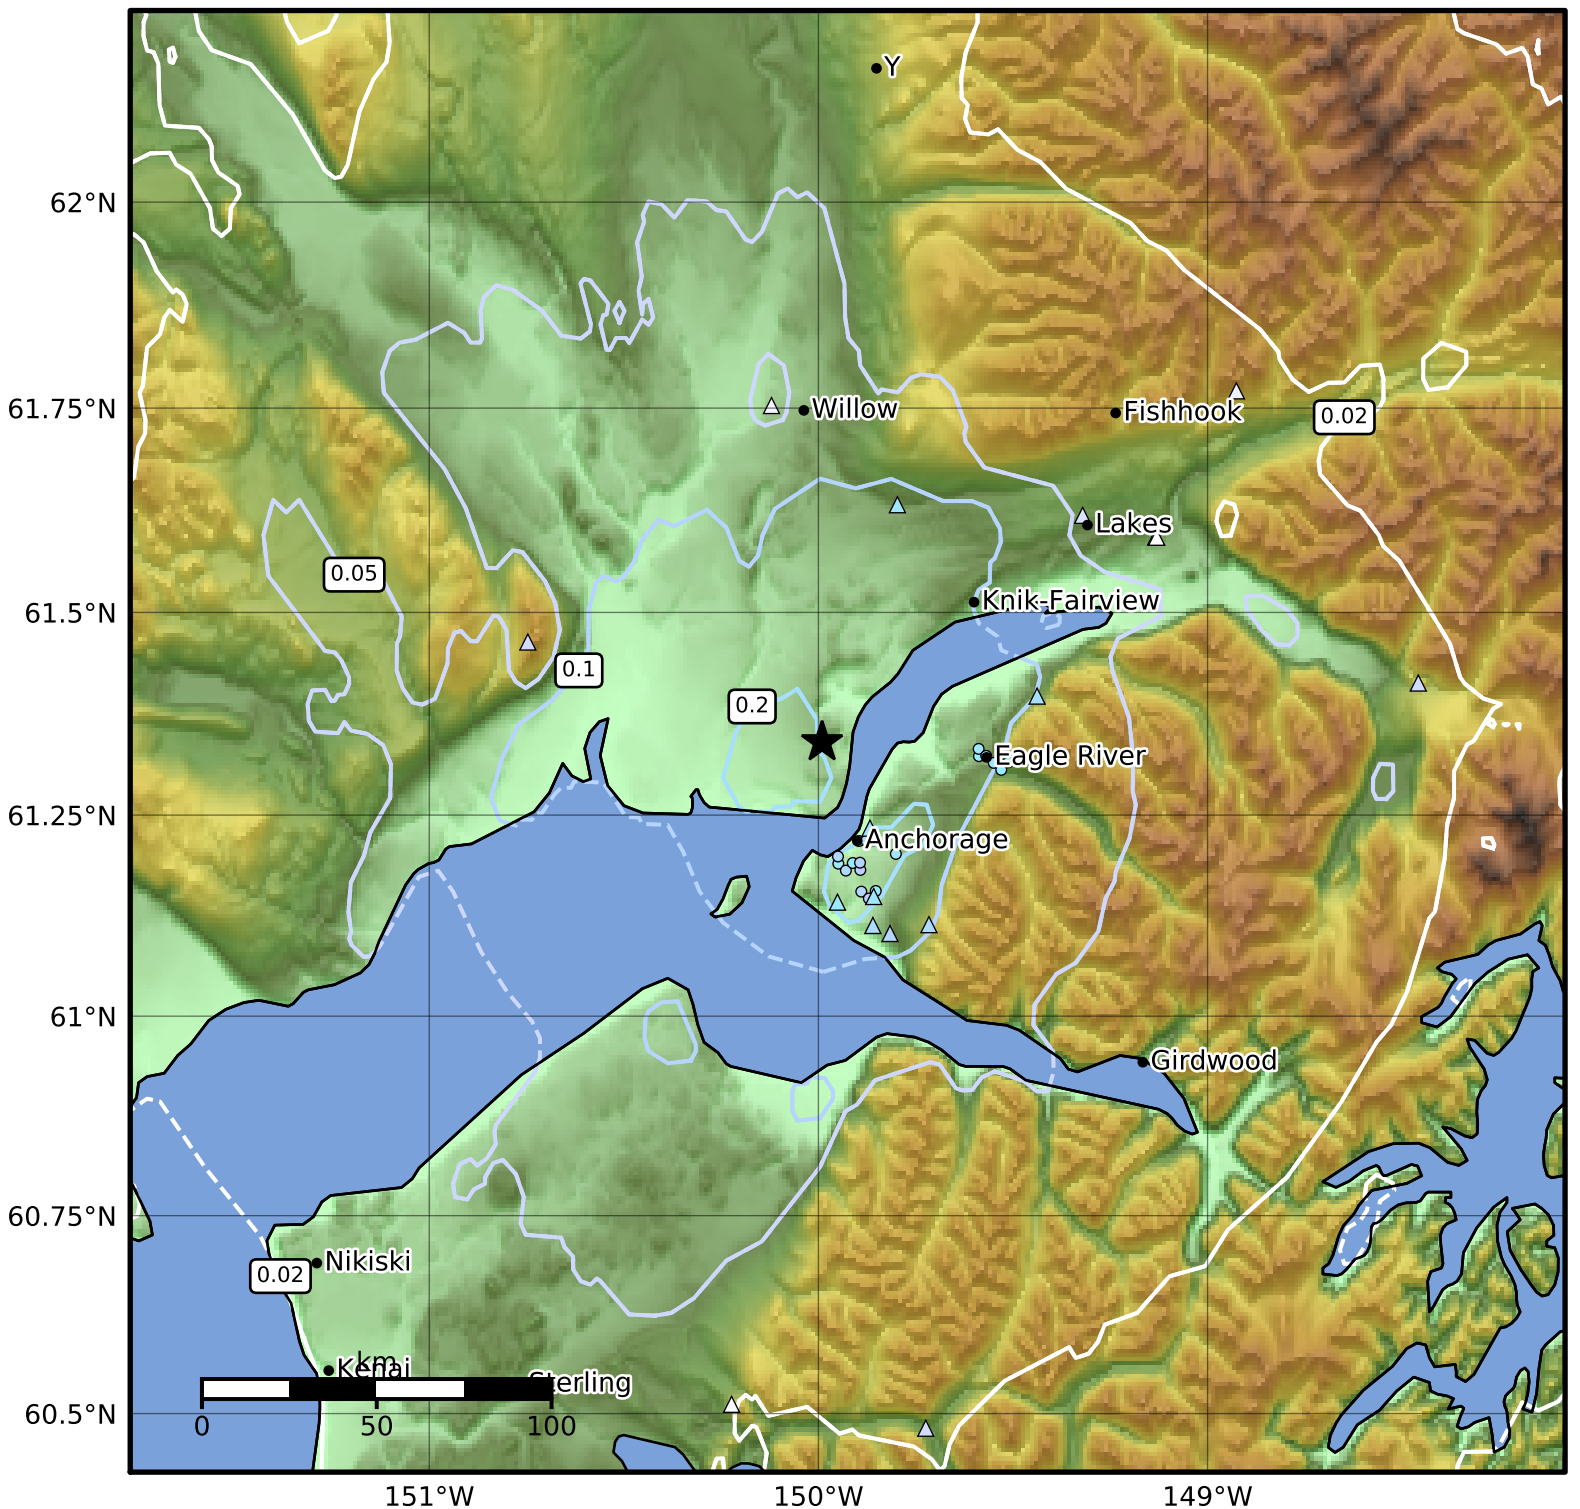 Y
62°N
61.75°N
Willow
Fishhook
0.02
Lakes
0.05
61.5°N
Knik-Fairview
0.1
0.2
Eagle River
61.25°N
Anchorage
61°N
Girdwood
60.75°N
Nikiski
0.02
km
Kenai
Sterling
60.5°N
0
50
100
151°W
150°W
149°W